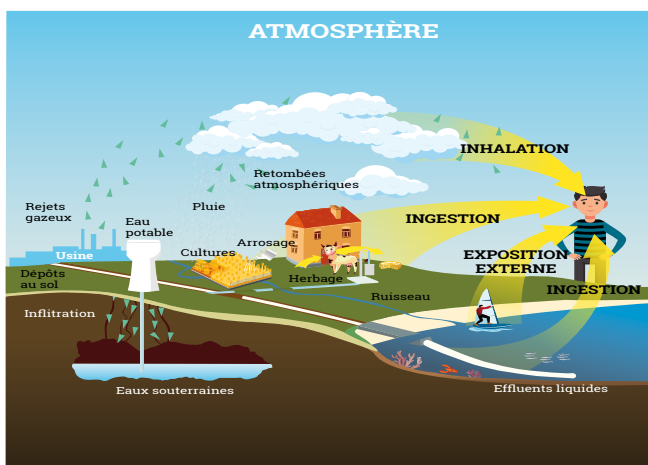 ATMOSPHÈRE
INHALATION
Retombées
atmosphériques
Rejets
gazeux
Pluie
Eau
potable
INGESTION
Arrosage
Usine
Cultures
EXPOSITION
EXTERNE
Dépôts
au sol
Herbage
INGESTION
Ruisseau
Inflitration
Eaux souterraines
Effluents liquides